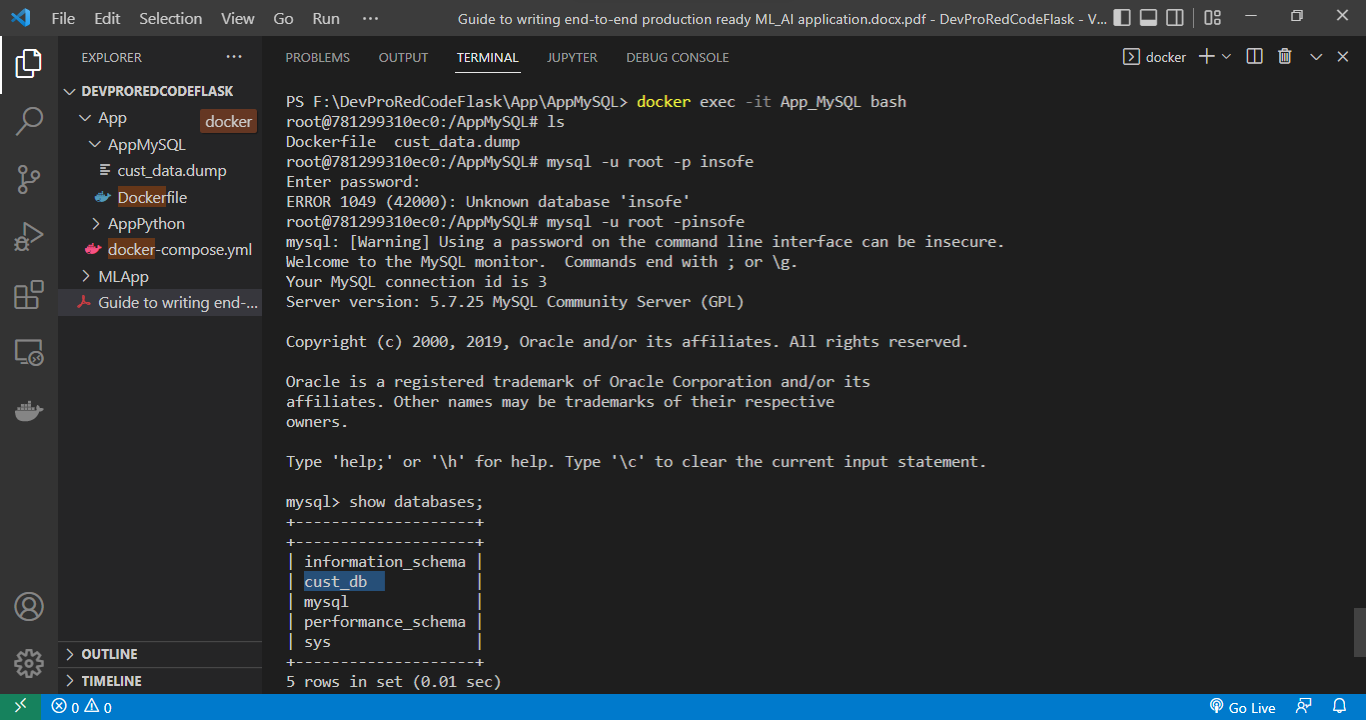 File Edit Selection View Go Run ··· Guide to writing end-to-end production ready ML_AI application.docx.pdf - DevProRedCodeFlask - V...
EXPLORER ···
DEVPROREDCODEFLASK
App
docker
AppMySQL
cust_data.dump
Dockerfile
AppPython
docker-compose.yml
MLApp
Guide to writing end-...
OUTLINE
TIMELINE
PROBLEMS OUTPUT TERMINAL JUPYTER DEBUG CONSOLE docker
PS F:\DevProRedCodeFlask\App\AppMySQL> docker exec -it App_MySQL bash
root@781299310ec0:/AppMySQL# ls
Dockerfile  cust_data.dump
root@781299310ec0:/AppMySQL# mysql -u root -p insofe
Enter password:
ERROR 1049 (42000): Unknown database 'insofe'
root@781299310ec0:/AppMySQL# mysql -u root -pinsofe
mysql: [Warning] Using a password on the command line interface can be insecure.
Welcome to the MySQL monitor.  Commands end with ; or \g.
Your MySQL connection id is 3
Server version: 5.7.25 MySQL Community Server (GPL)
Copyright (c) 2000, 2019, Oracle and/or its affiliates. All rights reserved.
Oracle is a registered trademark of Oracle Corporation and/or its
affiliates. Other names may be trademarks of their respective
owners.
Type 'help;' or '\h' for help. Type '\c' to clear the current input statement.
mysql> show databases;
+--------------------+
+--------------------+
| information_schema |
| cust_db            |
| mysql              |
| performance_schema |
| sys                |
+--------------------+
5 rows in set (0.01 sec)
0 0 Go Live